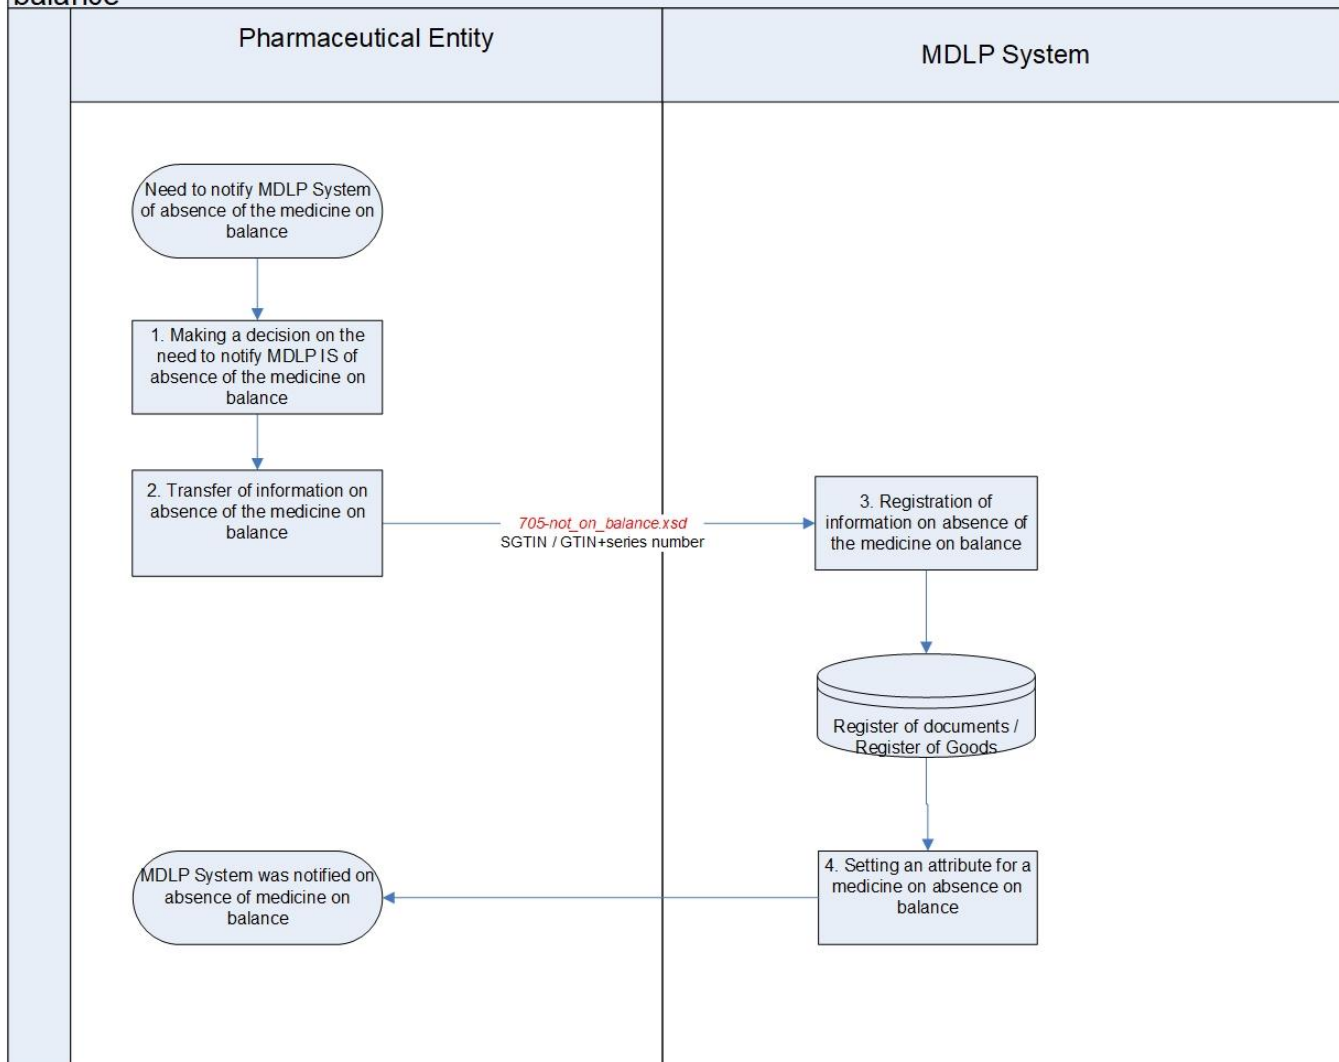 balance
Pharmaceutical Entity
MDLP System
Need to notify MDLP System
of absence of the medicine on
balance
1. Making a decision on the
need to notify MDLP IS of
absence of the medicine on
balance
2. Transfer of information on
absence of the medicine on
balance
705-not_on_balance.xsd
SGTIN / GTIN+series number
3. Registration of
information on absence of
the medicine on balance
Register of documents /
Register of Goods
4. Setting an attribute for a
medicine on absence on
balance
MDLP System was notified on
absence of medicine on
balance